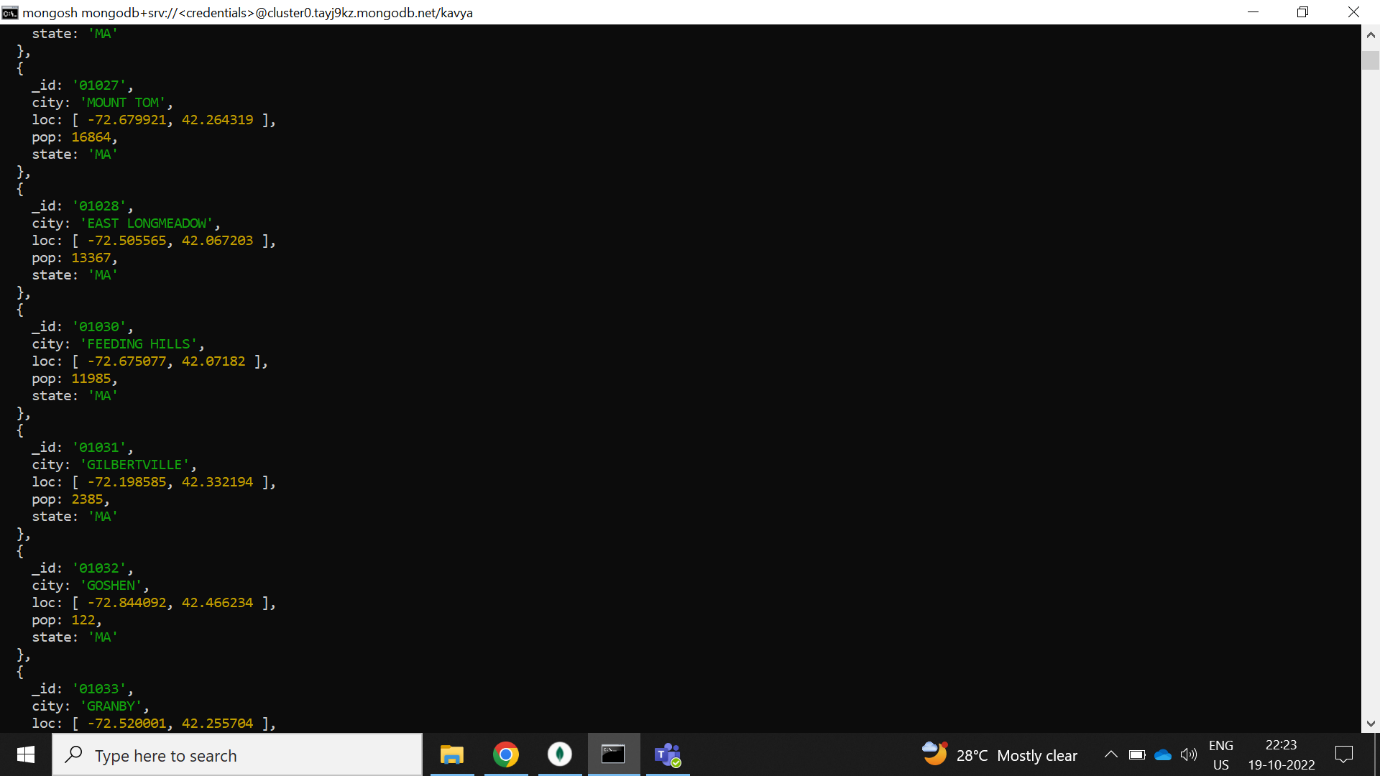 mongosh mongodb+srv://<credentials>@cluster0.tayj9kz.mongodb.net/kavya
state: 'MA'
},
{
_id: '01027',
city: 'MOUNT TOM',
loc: [ -72.679921, 42.264319 ],
pop: 16864,
state: 'MA'
},
{
_id: '01028',
city: 'EAST LONGMEADOW',
loc: [ -72.505565, 42.067203 ],
pop: 13367,
state: 'MA'
},
{
_id: '01030',
city: 'FEEDING HILLS',
loc: [ -72.675077, 42.07182 ],
pop: 11985,
state: 'MA'
},
{
_id: '01031',
city: 'GILBERTVILLE',
loc: [ -72.198585, 42.332194 ],
pop: 2385,
state: 'MA'
},
{
_id: '01032',
city: 'GOSHEN',
loc: [ -72.844092, 42.466234 ],
pop: 122,
state: 'MA'
},
{
_id: '01033',
city: 'GRANBY',
loc: [ -72.520001, 42.255704 ],
Type here to search
28°C Mostly clear
ENG
US
22:23
19-10-2022